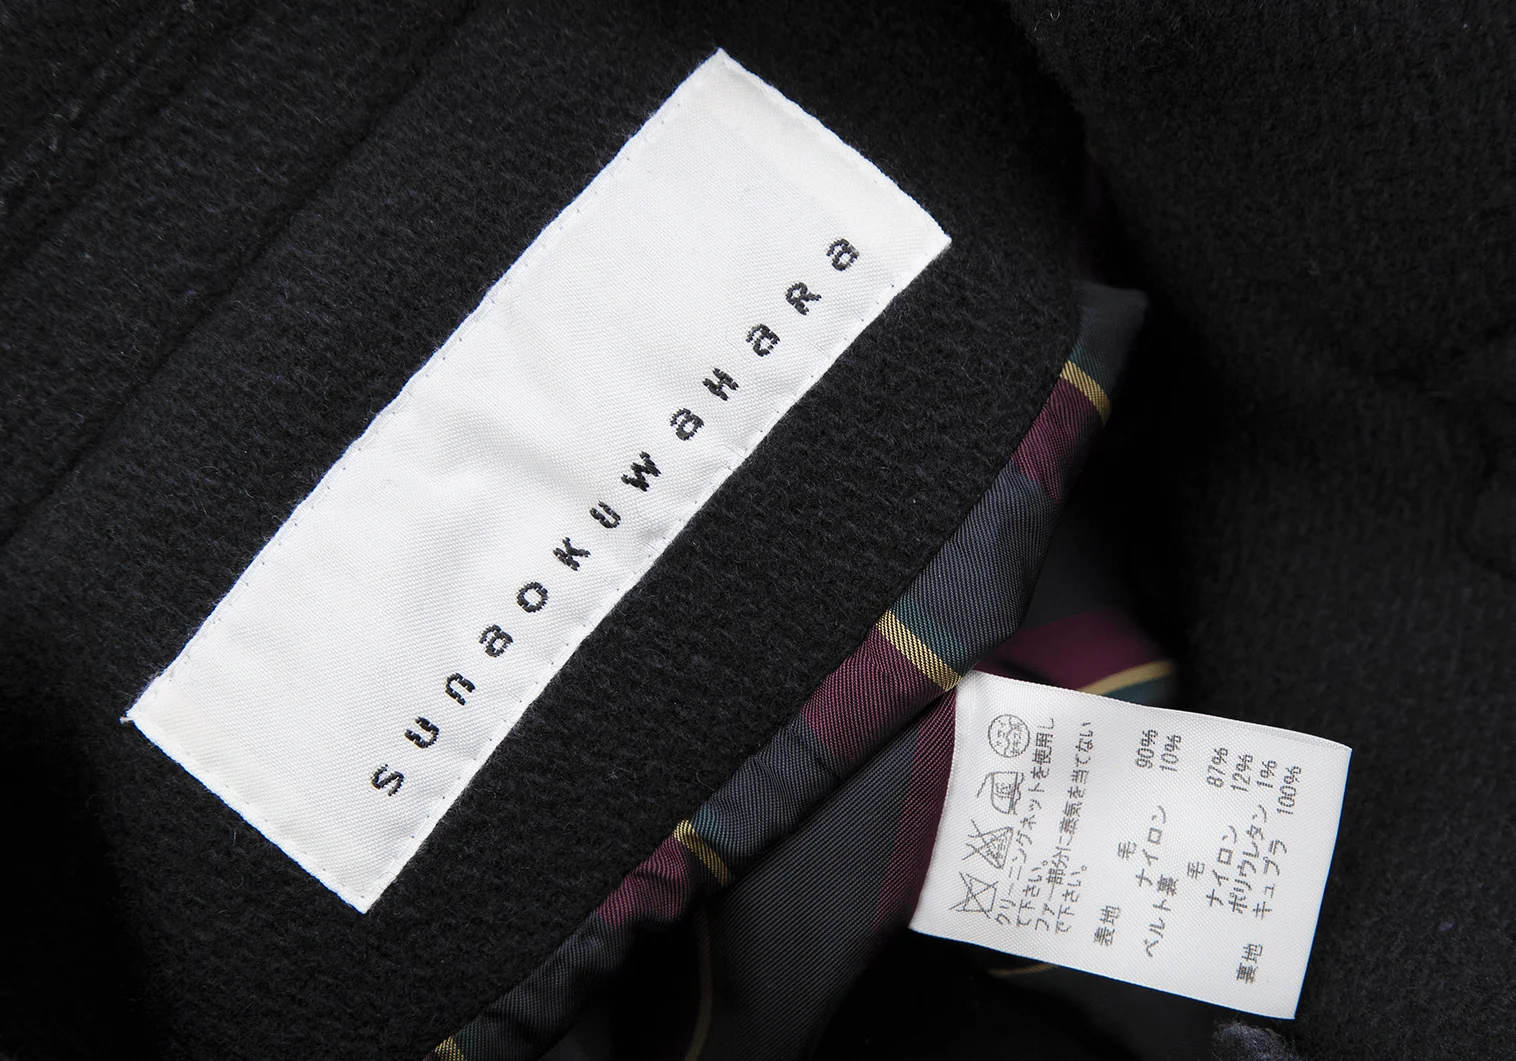 sunaokuwahara
クリーニングネットを使用し
て下さい。
ファー部分に蒸気を当てない
で下さい。
表地
毛 90%
ナイロン 10%
ベルト裏
毛 87%
ナイロン 12%
ポリウレタン 1%
裏地 キュプラ 100%